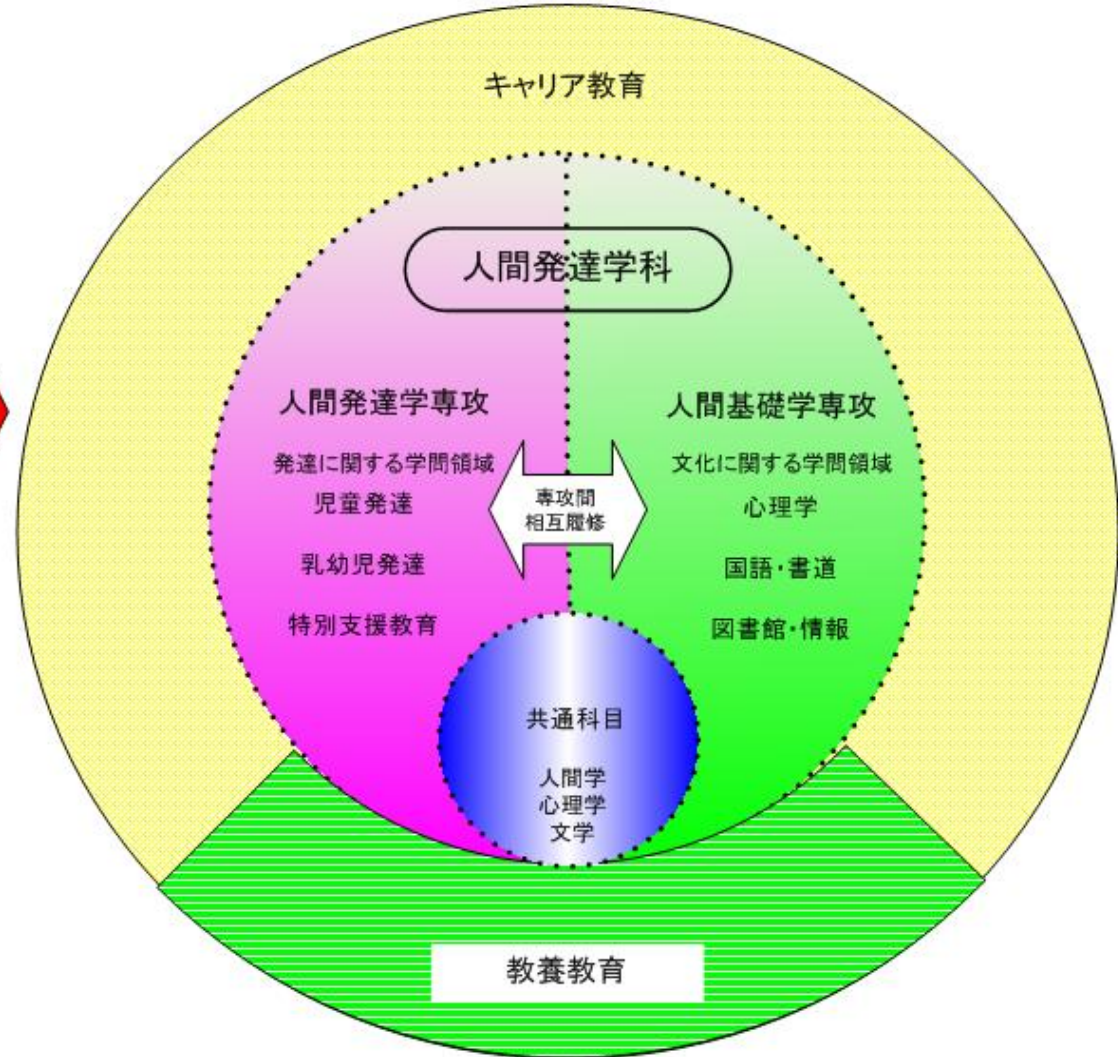 キャリア教育
人間発達学科
人間発達学専攻
発達に関する学問領域
児童発達
乳幼児発達
特別支援教育
専攻間
相互履修
人間基礎学専攻
文化に関する学問領域
心理学
国語・書道
図書館・情報
共通科目
人間学
心理学
文学
教養教育